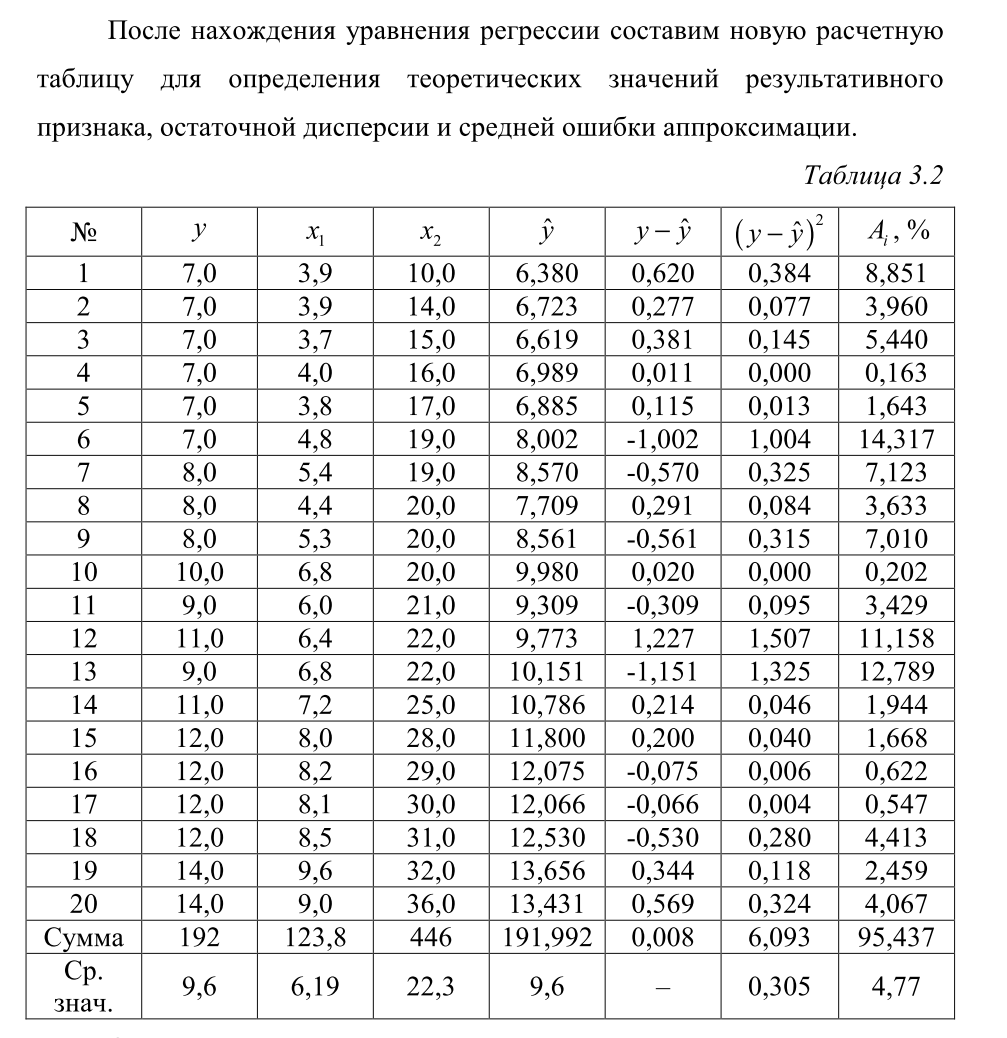 После нахождения уравнения регрессии составим новую расчетную
таблицу для определения теоретических значений результативного
признака, остаточной дисперсии и средней ошибки аппроксимации.
Таблица 3.2
№ y x₁ x₂ ŷ y – ŷ (y – ŷ)² Aᵢ, %
1 7,0 3,9 10,0 6,380 0,620 0,384 8,851
2 7,0 3,9 14,0 6,723 0,277 0,077 3,960
3 7,0 3,7 15,0 6,619 0,381 0,145 5,440
4 7,0 4,0 16,0 6,989 0,011 0,000 0,163
5 7,0 3,8 17,0 6,885 0,115 0,013 1,643
6 7,0 4,8 19,0 8,002 -1,002 1,004 14,317
7 8,0 5,4 19,0 8,570 -0,570 0,325 7,123
8 8,0 4,4 20,0 7,709 0,291 0,084 3,633
9 8,0 5,3 20,0 8,561 -0,561 0,315 7,010
10 10,0 6,8 20,0 9,980 0,020 0,000 0,202
11 9,0 6,0 21,0 9,309 -0,309 0,095 3,429
12 11,0 6,4 22,0 9,773 1,227 1,507 11,158
13 9,0 6,8 22,0 10,151 -1,151 1,325 12,789
14 11,0 7,2 25,0 10,786 0,214 0,046 1,944
15 12,0 8,0 28,0 11,800 0,200 0,040 1,668
16 12,0 8,2 29,0 12,075 -0,075 0,006 0,622
17 12,0 8,1 30,0 12,066 -0,066 0,004 0,547
18 12,0 8,5 31,0 12,530 -0,530 0,280 4,413
19 14,0 9,6 32,0 13,656 0,344 0,118 2,459
20 14,0 9,0 36,0 13,431 0,569 0,324 4,067
Сумма 192 123,8 446 191,992 0,008 6,093 95,437
Ср.
знач. 9,6 6,19 22,3 9,6 – 0,305 4,77